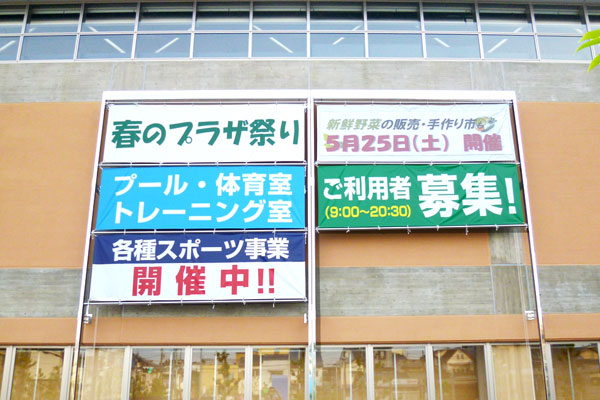 春のプラザ祭り
プール・体育室
トレーニング室
各種スポーツ事業
開催中!!
新鮮野菜の販売・手作り市
5月25日(土) 開催
ご利用者募集!
(9:00～20:30)